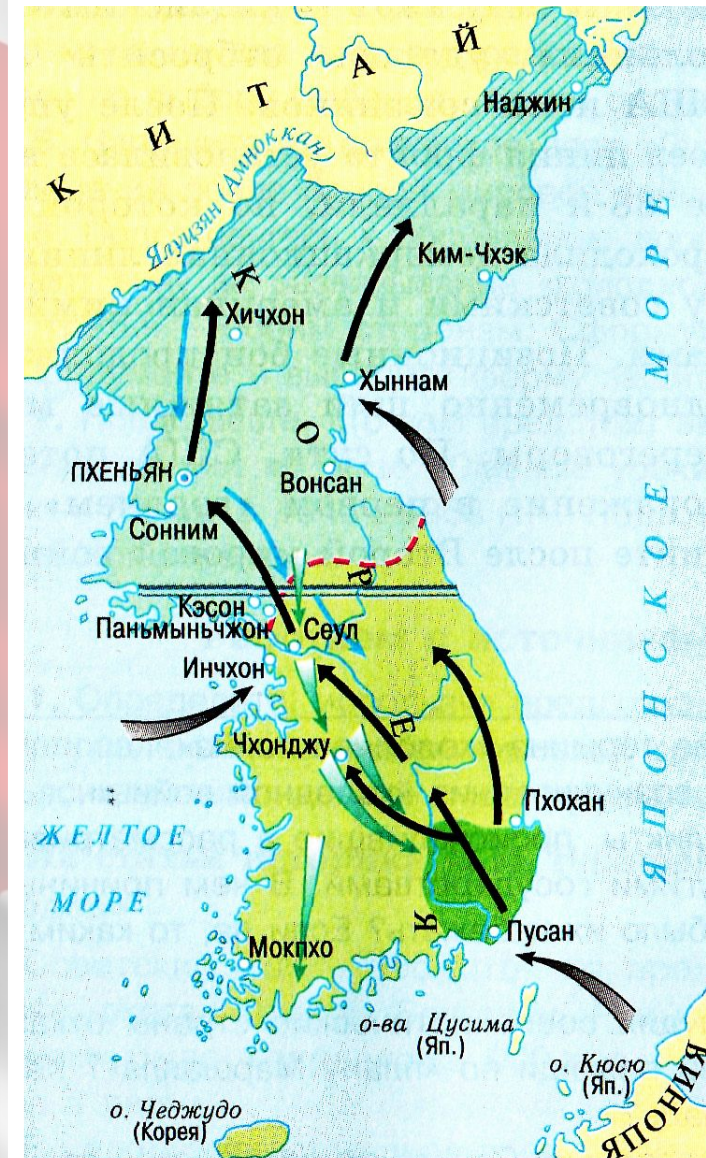 КИТАЙ
Наджин
Ялуцзян (Амноккан)
Ким-Чхэк
Хичхон
Хыннам
ПХЕНЬЯН
Вонсан
Сонним
КОРЕЯ
Кэсон
Паньмыньчжон
Сеул
Инчхон
Чхонджу
ЯПОНСКОЕ МОРЕ
Пхохан
ЖЕЛТОЕ
МОРЕ
Мокпхо
Пусан
о-ва Цусима
(Яп.)
о. Кюсю
(Яп.)
о. Чеджудо
(Корея)
ЯПОНИЯ